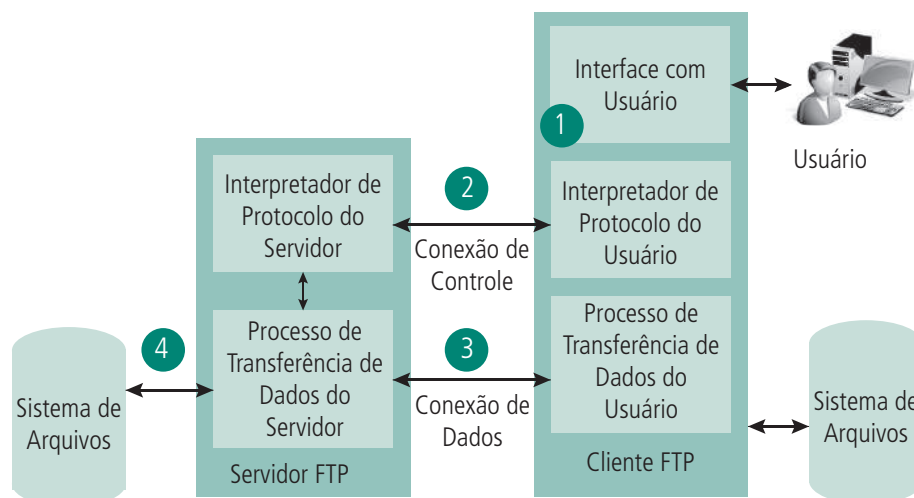 Interface com
Usuário
1
Usuário
Interpretador de
Protocolo do
Servidor
2
Conexão de
Controle
Interpretador de
Protocolo do
Usuário
Sistema de
Arquivos
4
Processo de
Transferência de
Dados do
Servidor
3
Conexão de
Dados
Processo de
Transferência de
Dados do
Usuário
Sistema de
Arquivos
Servidor FTP
Cliente FTP